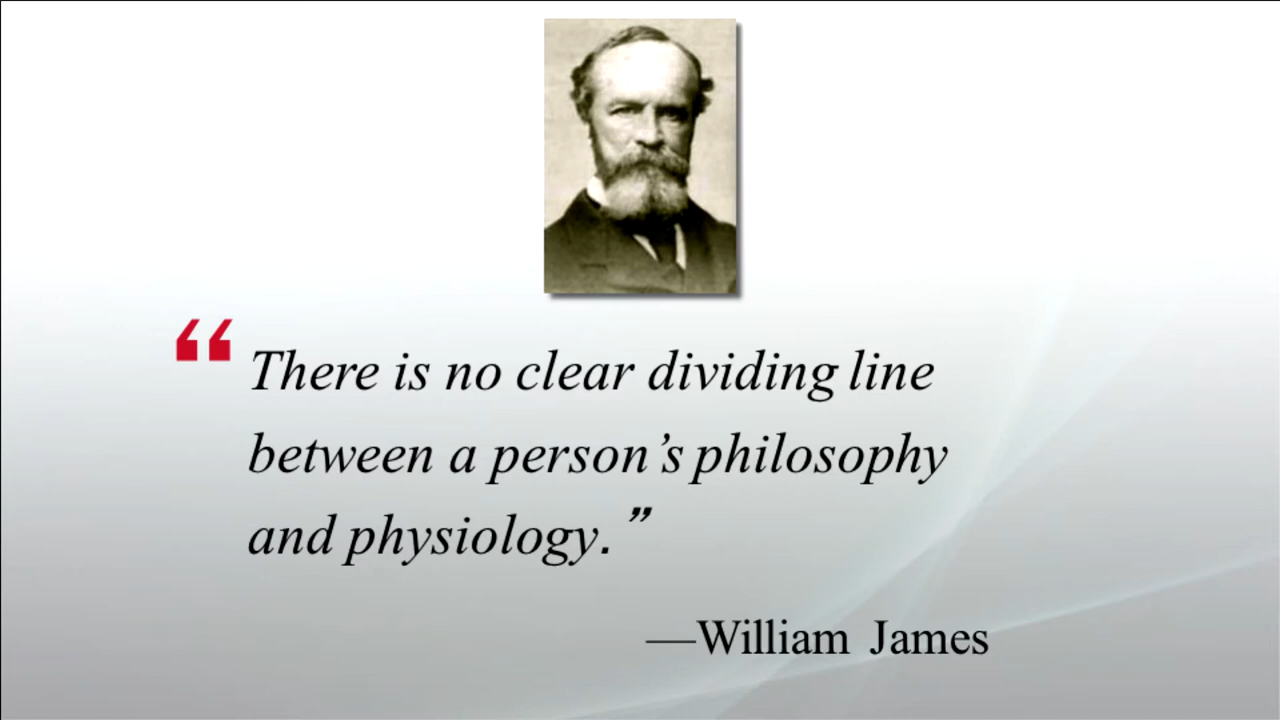 “There is no clear dividing line
between a person’s philosophy
and physiology.”
—William James